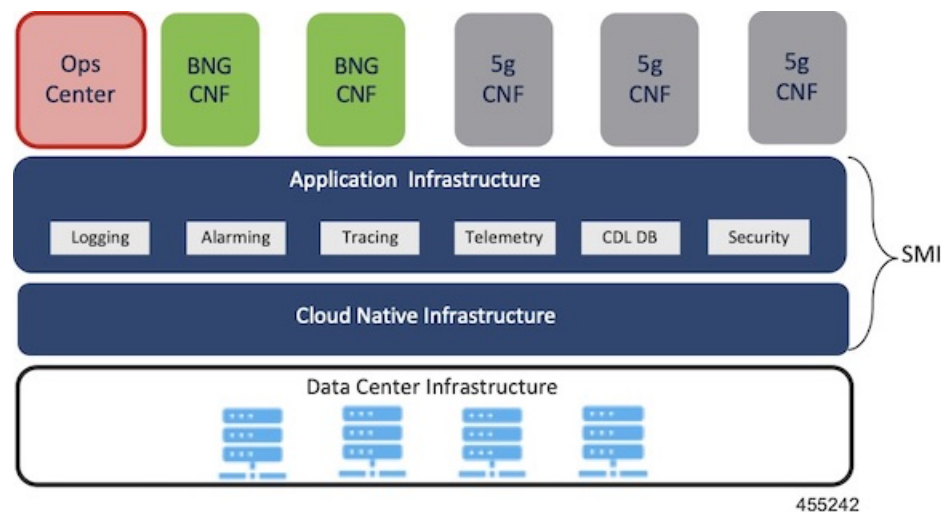 Ops
Center
BNG
CNF
BNG
CNF
5g
CNF
5g
CNF
5g
CNF
Application Infrastructure
Logging
Alarming
Tracing
Telemetry
CDL DB
Security
SMI
Cloud Native Infrastructure
Data Center Infrastructure
455242